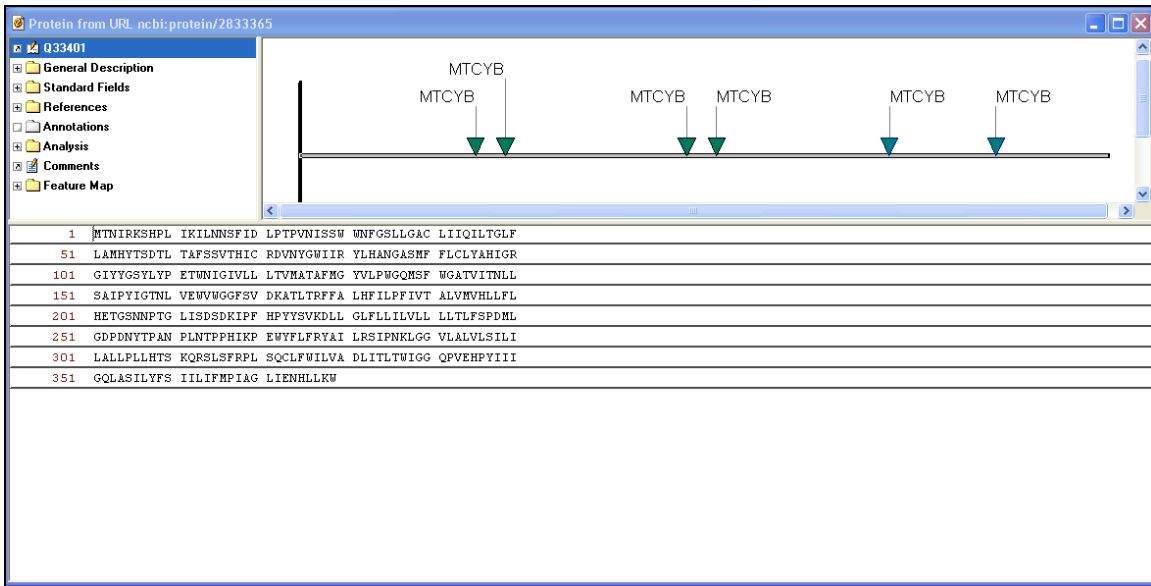 Protein from URL ncbi:protein/2833365
Q33401
General Description
Standard Fields
References
Annotations
Analysis
Comments
Feature Map
MTCYB
MTCYB MTCYB MTCYB MTCYB MTCYB
1 MTNIRKSHPL IKILNNSFID LPTPVNISSW WNFGSLLGAC LIIQILTGLF
51 LAMHYTSDTL TAFSSVTHIC RDVNYGWIIR YLHANGASMF FLCLYAHIGR
101 GIYYGSYLYP ETWNIGIVLL LTVMATAFMG YVLPWGQMSF WGATVITNLL
151 SAIPYIGTNL VEWVWGGFSV DKATLTRFFA LHFILPFIVT ALVMVHLLFL
201 HETGSNNPTG LISDSDKIPF HPYYSVKDLL GLFLLILVLL LLTLFSPDML
251 GDPDNYTPAN PLNTPPHIKP EWYFLFRYAI LRSIPNKLGG VLALVLSILI
301 LALLPLLHTS KQRSLSFRPL SQCLFWILVA DLITLTWIGG QPVEHPYIII
351 GQLASILYFS IILIFMPIAG LIENHLLKW